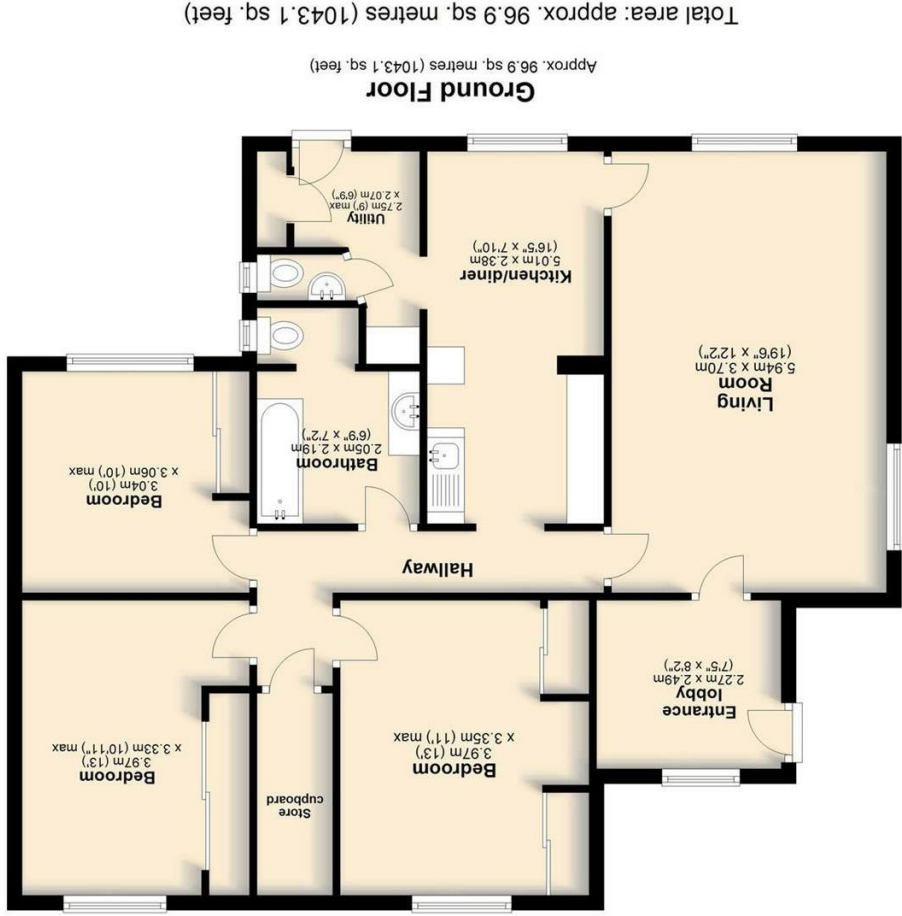 Ground Floor
Approx. 96.9 sq. metres (1043.1 sq. feet)
Bedroom
3.97m (13')
x 3.35m (11') max
Store
cupboard
Bedroom
3.97m (13')
x 3.33m (10'11") max
Entrance
lobby
2.27m x 2.49m
(7'5" x 8'2")
Hallway
Living
Room
5.94m x 3.70m
(19'6" x 12'2")
Bathroom
2.05m x 2.19m
(6'9" x 7'2")
Bedroom
3.04m (10')
x 3.06m (10') max
Kitchen/diner
5.01m x 2.38m
(16'5" x 7'10")
Utility
2.75m (9') max
x 2.07m (6'9")
Total area: approx. 96.9 sq. metres (1043.1 sq. feet)